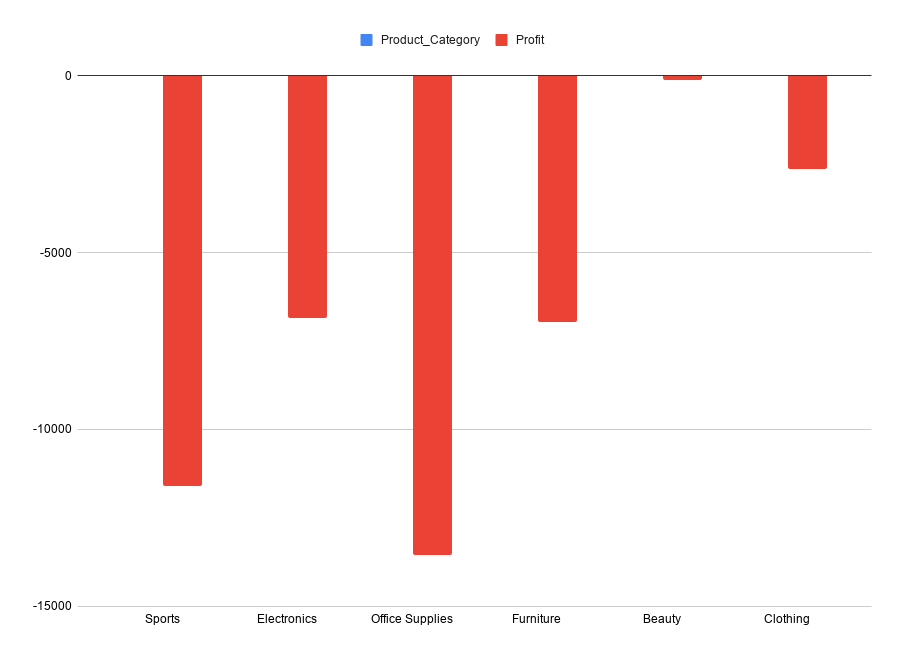 Product_Category Profit
0
-5000
-10000
-15000
Sports Electronics Office Supplies Furniture Beauty Clothing